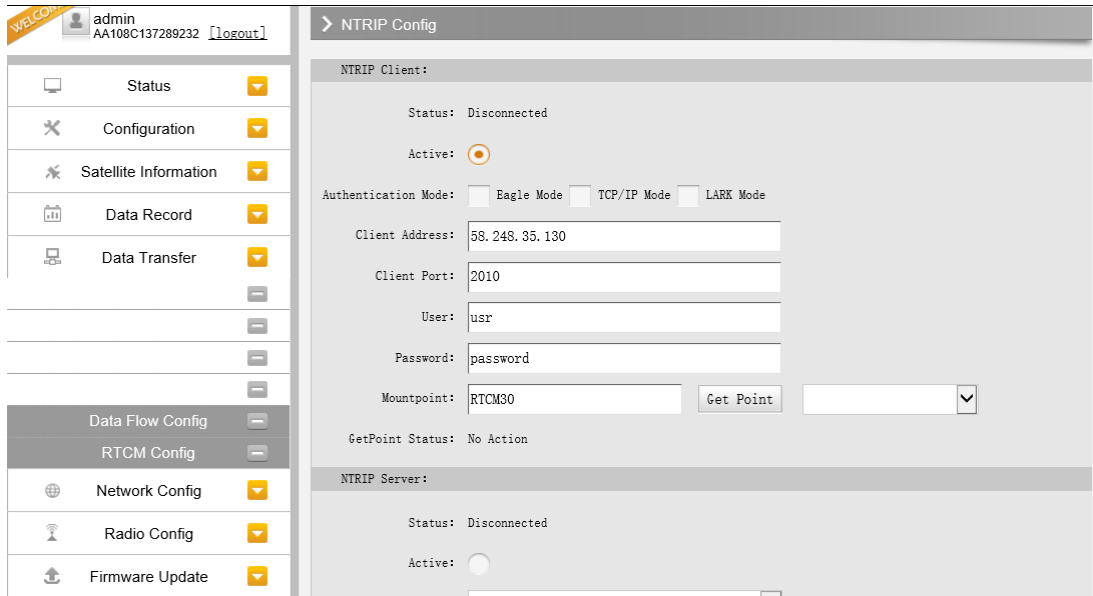 WELCOM
admin
AA108C137289232 [logout]
Status
Configuration
Satellite Information
Data Record
Data Transfer
Data Flow Config
RTCM Config
Network Config
Radio Config
Firmware Update
NTRIP Config
NTRIP Client:
Status: Disconnected
Active:
Authentication Mode: Eagle Mode TCP/IP Mode LARK Mode
Client Address: 58.248.35.130
Client Port: 2010
User: usr
Password: password
Mountpoint: RTCM30 Get Point
GetPoint Status: No Action
NTRIP Server:
Status: Disconnected
Active: